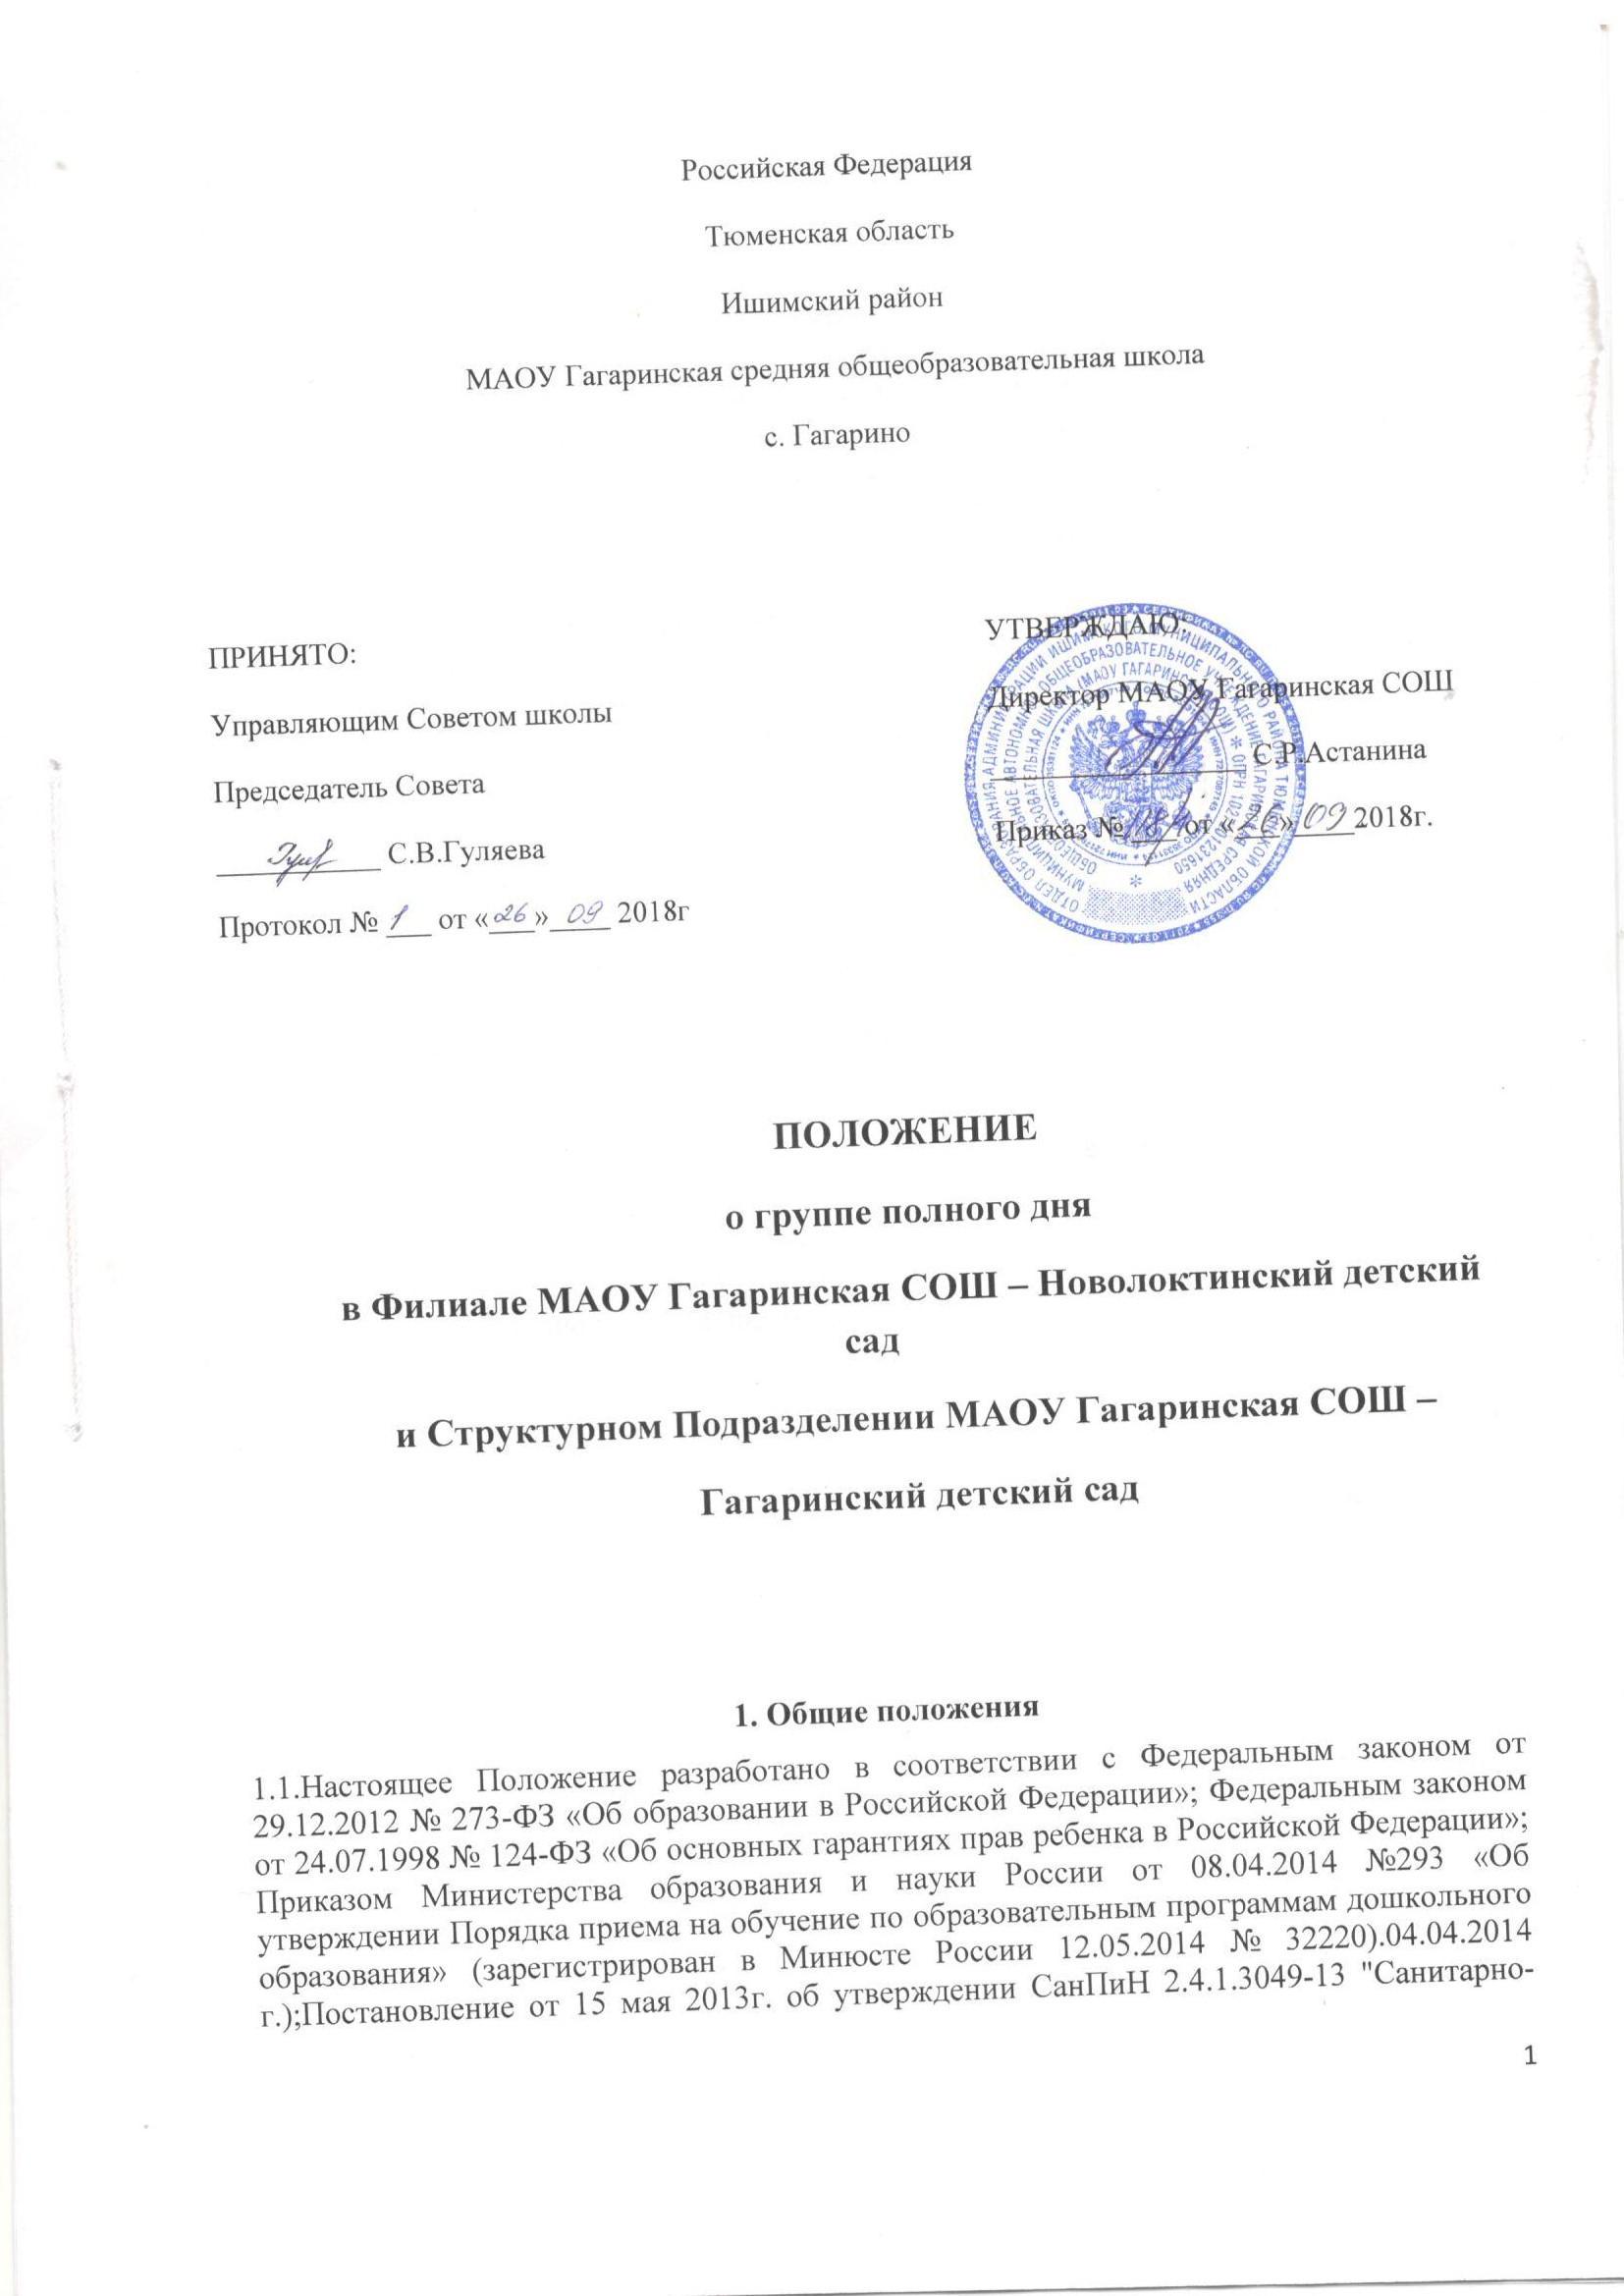 Российская Федерация
Тюменская область
Ишимский район
МАОУ Гагаринская средняя общеобразовательная школа
с. Гагарино
ПРИНЯТО:
Управляющим Советом школы
Председатель Совета
С.В.Гуляева
Протокол № 1 от «26» 09 2018г
УТВЕРЖДАЮ:
Директор МАОУ Гагаринская СОШ
С.Р.Астанина
Приказ № от «26» 09 2018г.
ПОЛОЖЕНИЕ
о группе полного дня
в Филиале МАОУ Гагаринская СОШ – Новолоктинский детский
сад
и Структурном Подразделении МАОУ Гагаринская СОШ –
Гагаринский детский сад
1. Общие положения
1.1.Настоящее Положение разработано в соответствии с Федеральным законом от
29.12.2012 № 273-ФЗ «Об образовании в Российской Федерации»; Федеральным законом
от 24.07.1998 № 124-ФЗ «Об основных гарантиях прав ребенка в Российской Федерации»;
Приказом Министерства образования и науки России от 08.04.2014 №293 «Об
утверждении Порядка приема на обучение по образовательным программам дошкольного
образования» (зарегистрирован в Минюсте России 12.05.2014 № 32220).04.04.2014
г.);Постановление от 15 мая 2013г. об утверждении СанПиН 2.4.1.3049-13 "Санитарно-
1